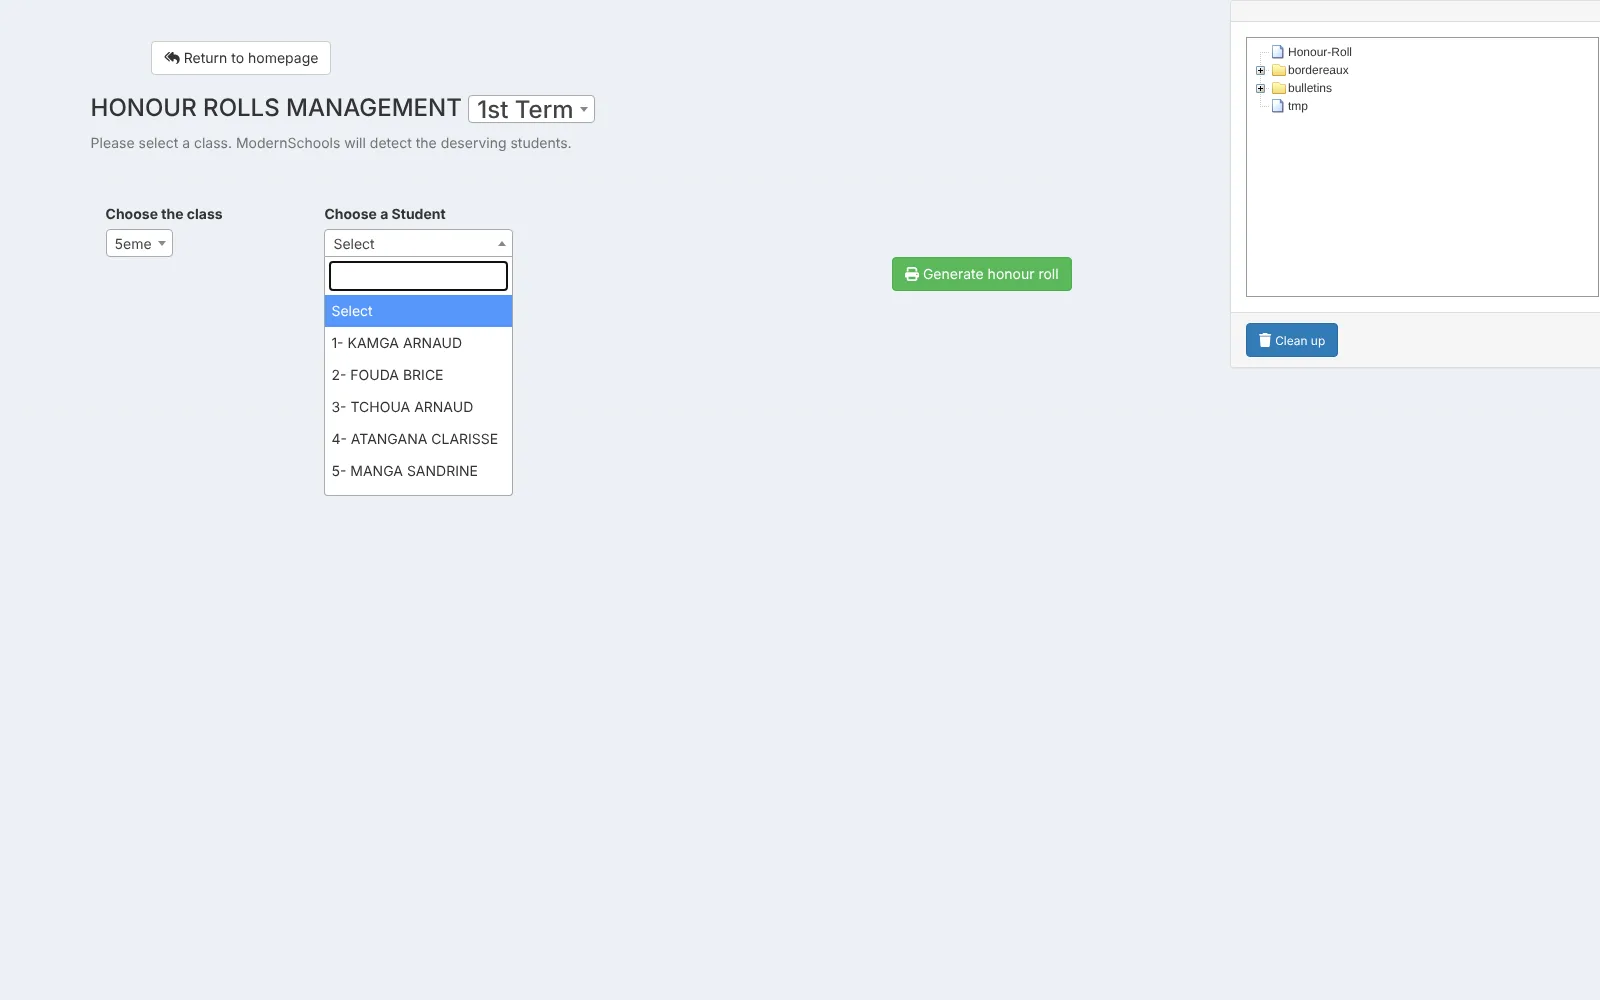 Return to homepage
HONOUR ROLLS MANAGEMENT 1st Term
Please select a class. ModernSchools will detect the deserving students.
Choose the class
5eme
Choose a Student
Select
Select
1- KAMGA ARNAUD
2- FOUDA BRICE
3- TCHOUA ARNAUD
4- ATANGANA CLARISSE
5- MANGA SANDRINE
Generate honour roll
Honour-Roll
bordereaux
bulletins
tmp
Clean up